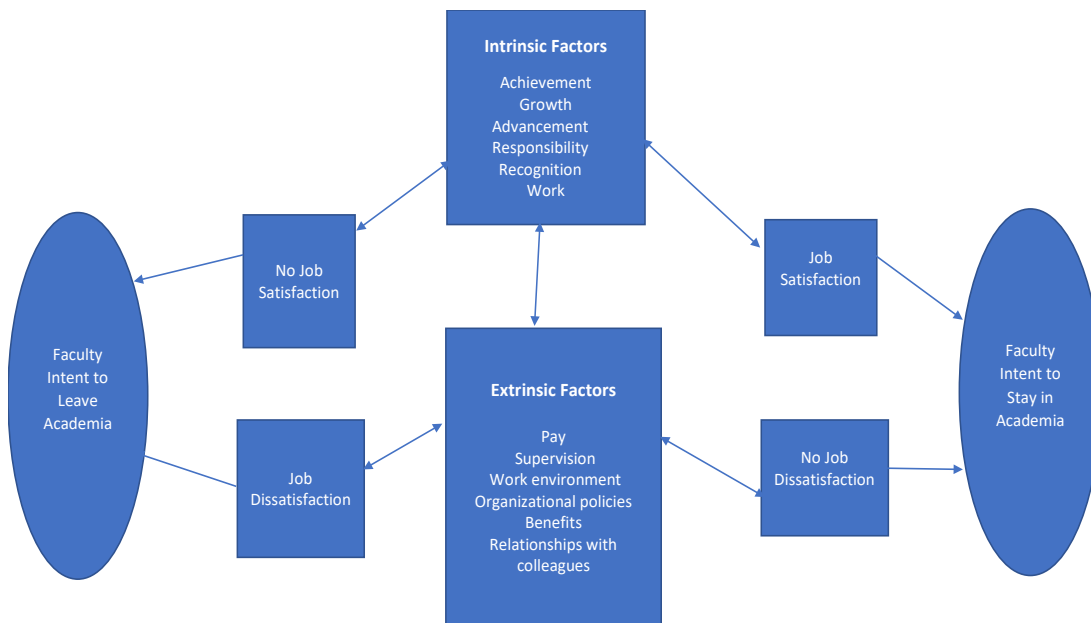 Intrinsic Factors
Achievement
Growth
Advancement
Responsibility
Recognition
Work
No Job
Satisfaction
Job
Satisfaction
Faculty
Intent to
Leave
Academia
Faculty
Intent to
Stay in
Academia
Extrinsic Factors
Pay
Supervision
Work environment
Organizational policies
Benefits
Relationships with
colleagues
Job
Dissatisfaction
No Job
Dissatisfaction